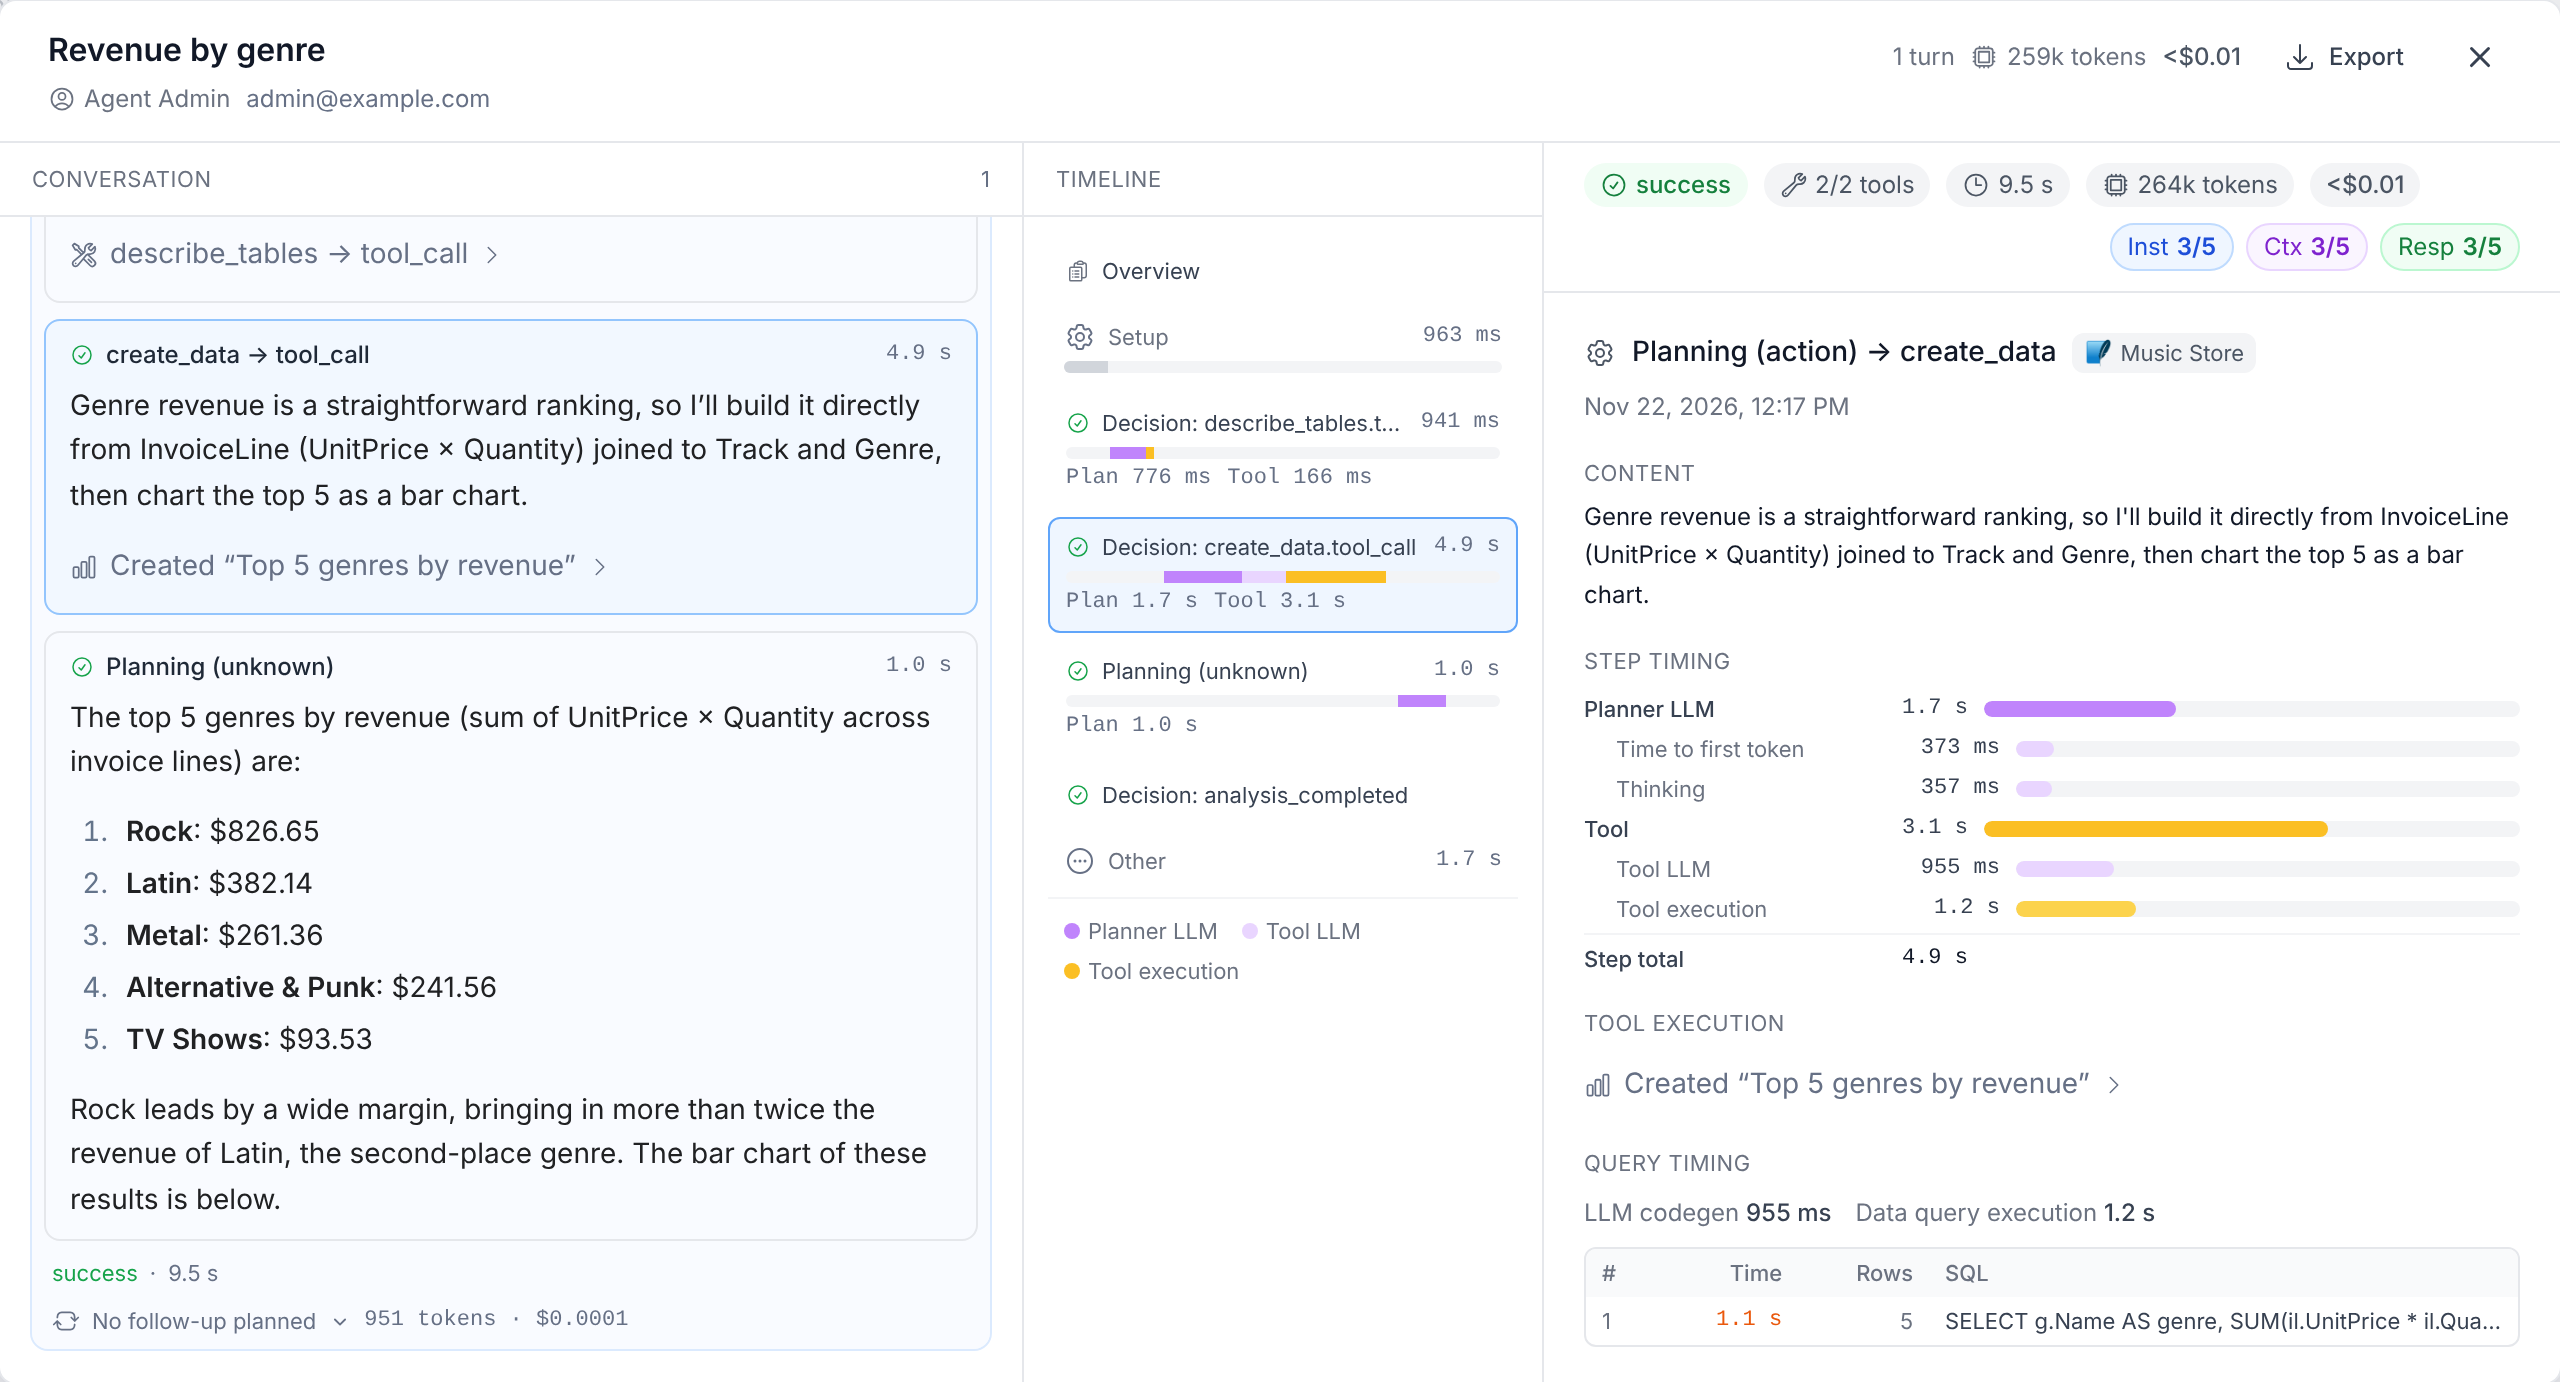 Revenue by genre
Agent Admin admin@example.com
1 turn 259k tokens <$0.01 Export
CONVERSATION 1
describe_tables → tool_call
create_data → tool_call 4.9 s
Genre revenue is a straightforward ranking, so I’ll build it directly
from InvoiceLine (UnitPrice × Quantity) joined to Track and Genre,
then chart the top 5 as a bar chart.
Created “Top 5 genres by revenue”
Planning (unknown) 1.0 s
The top 5 genres by revenue (sum of UnitPrice × Quantity across
invoice lines) are:
1. Rock: $826.65
2. Latin: $382.14
3. Metal: $261.36
4. Alternative & Punk: $241.56
5. TV Shows: $93.53
Rock leads by a wide margin, bringing in more than twice the
revenue of Latin, the second-place genre. The bar chart of these
results is below.
success · 9.5 s
No follow-up planned 951 tokens · $0.0001
TIMELINE
Overview
Setup 963 ms
Decision: describe_tables.t... 941 ms
Plan 776 ms Tool 166 ms
Decision: create_data.tool_call 4.9 s
Plan 1.7 s Tool 3.1 s
Planning (unknown) 1.0 s
Plan 1.0 s
Decision: analysis_completed
Other 1.7 s
Planner LLM Tool LLM
Tool execution
success 2/2 tools 9.5 s 264k tokens <$0.01
Inst 3/5 Ctx 3/5 Resp 3/5
Planning (action) → create_data Music Store
Nov 22, 2026, 12:17 PM
CONTENT
Genre revenue is a straightforward ranking, so I'll build it directly from InvoiceLine
(UnitPrice × Quantity) joined to Track and Genre, then chart the top 5 as a bar
chart.
STEP TIMING
Planner LLM 1.7 s
Time to first token 373 ms
Thinking 357 ms
Tool 3.1 s
Tool LLM 955 ms
Tool execution 1.2 s
Step total 4.9 s
TOOL EXECUTION
Created “Top 5 genres by revenue”
QUERY TIMING
LLM codegen 955 ms Data query execution 1.2 s
# Time Rows SQL
1 1.1 s 5 SELECT g.Name AS genre, SUM(il.UnitPrice * il.Qua...